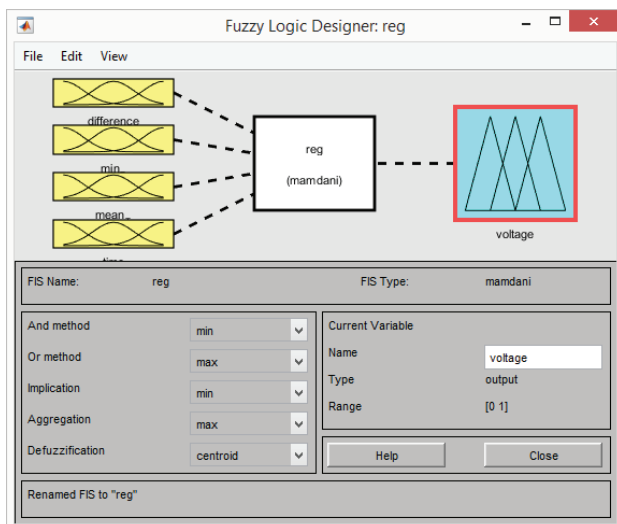 Fuzzy Logic Designer: reg
File Edit View
difference
min_
mean_
reg
(mamdani)
voltage
FIS Name: reg FIS Type: mamdani
And method min
Or method max
Implication min
Aggregation max
Defuzzification centroid
Current Variable
Name voltage
Type output
Range [0 1]
Help Close
Renamed FIS to "reg"